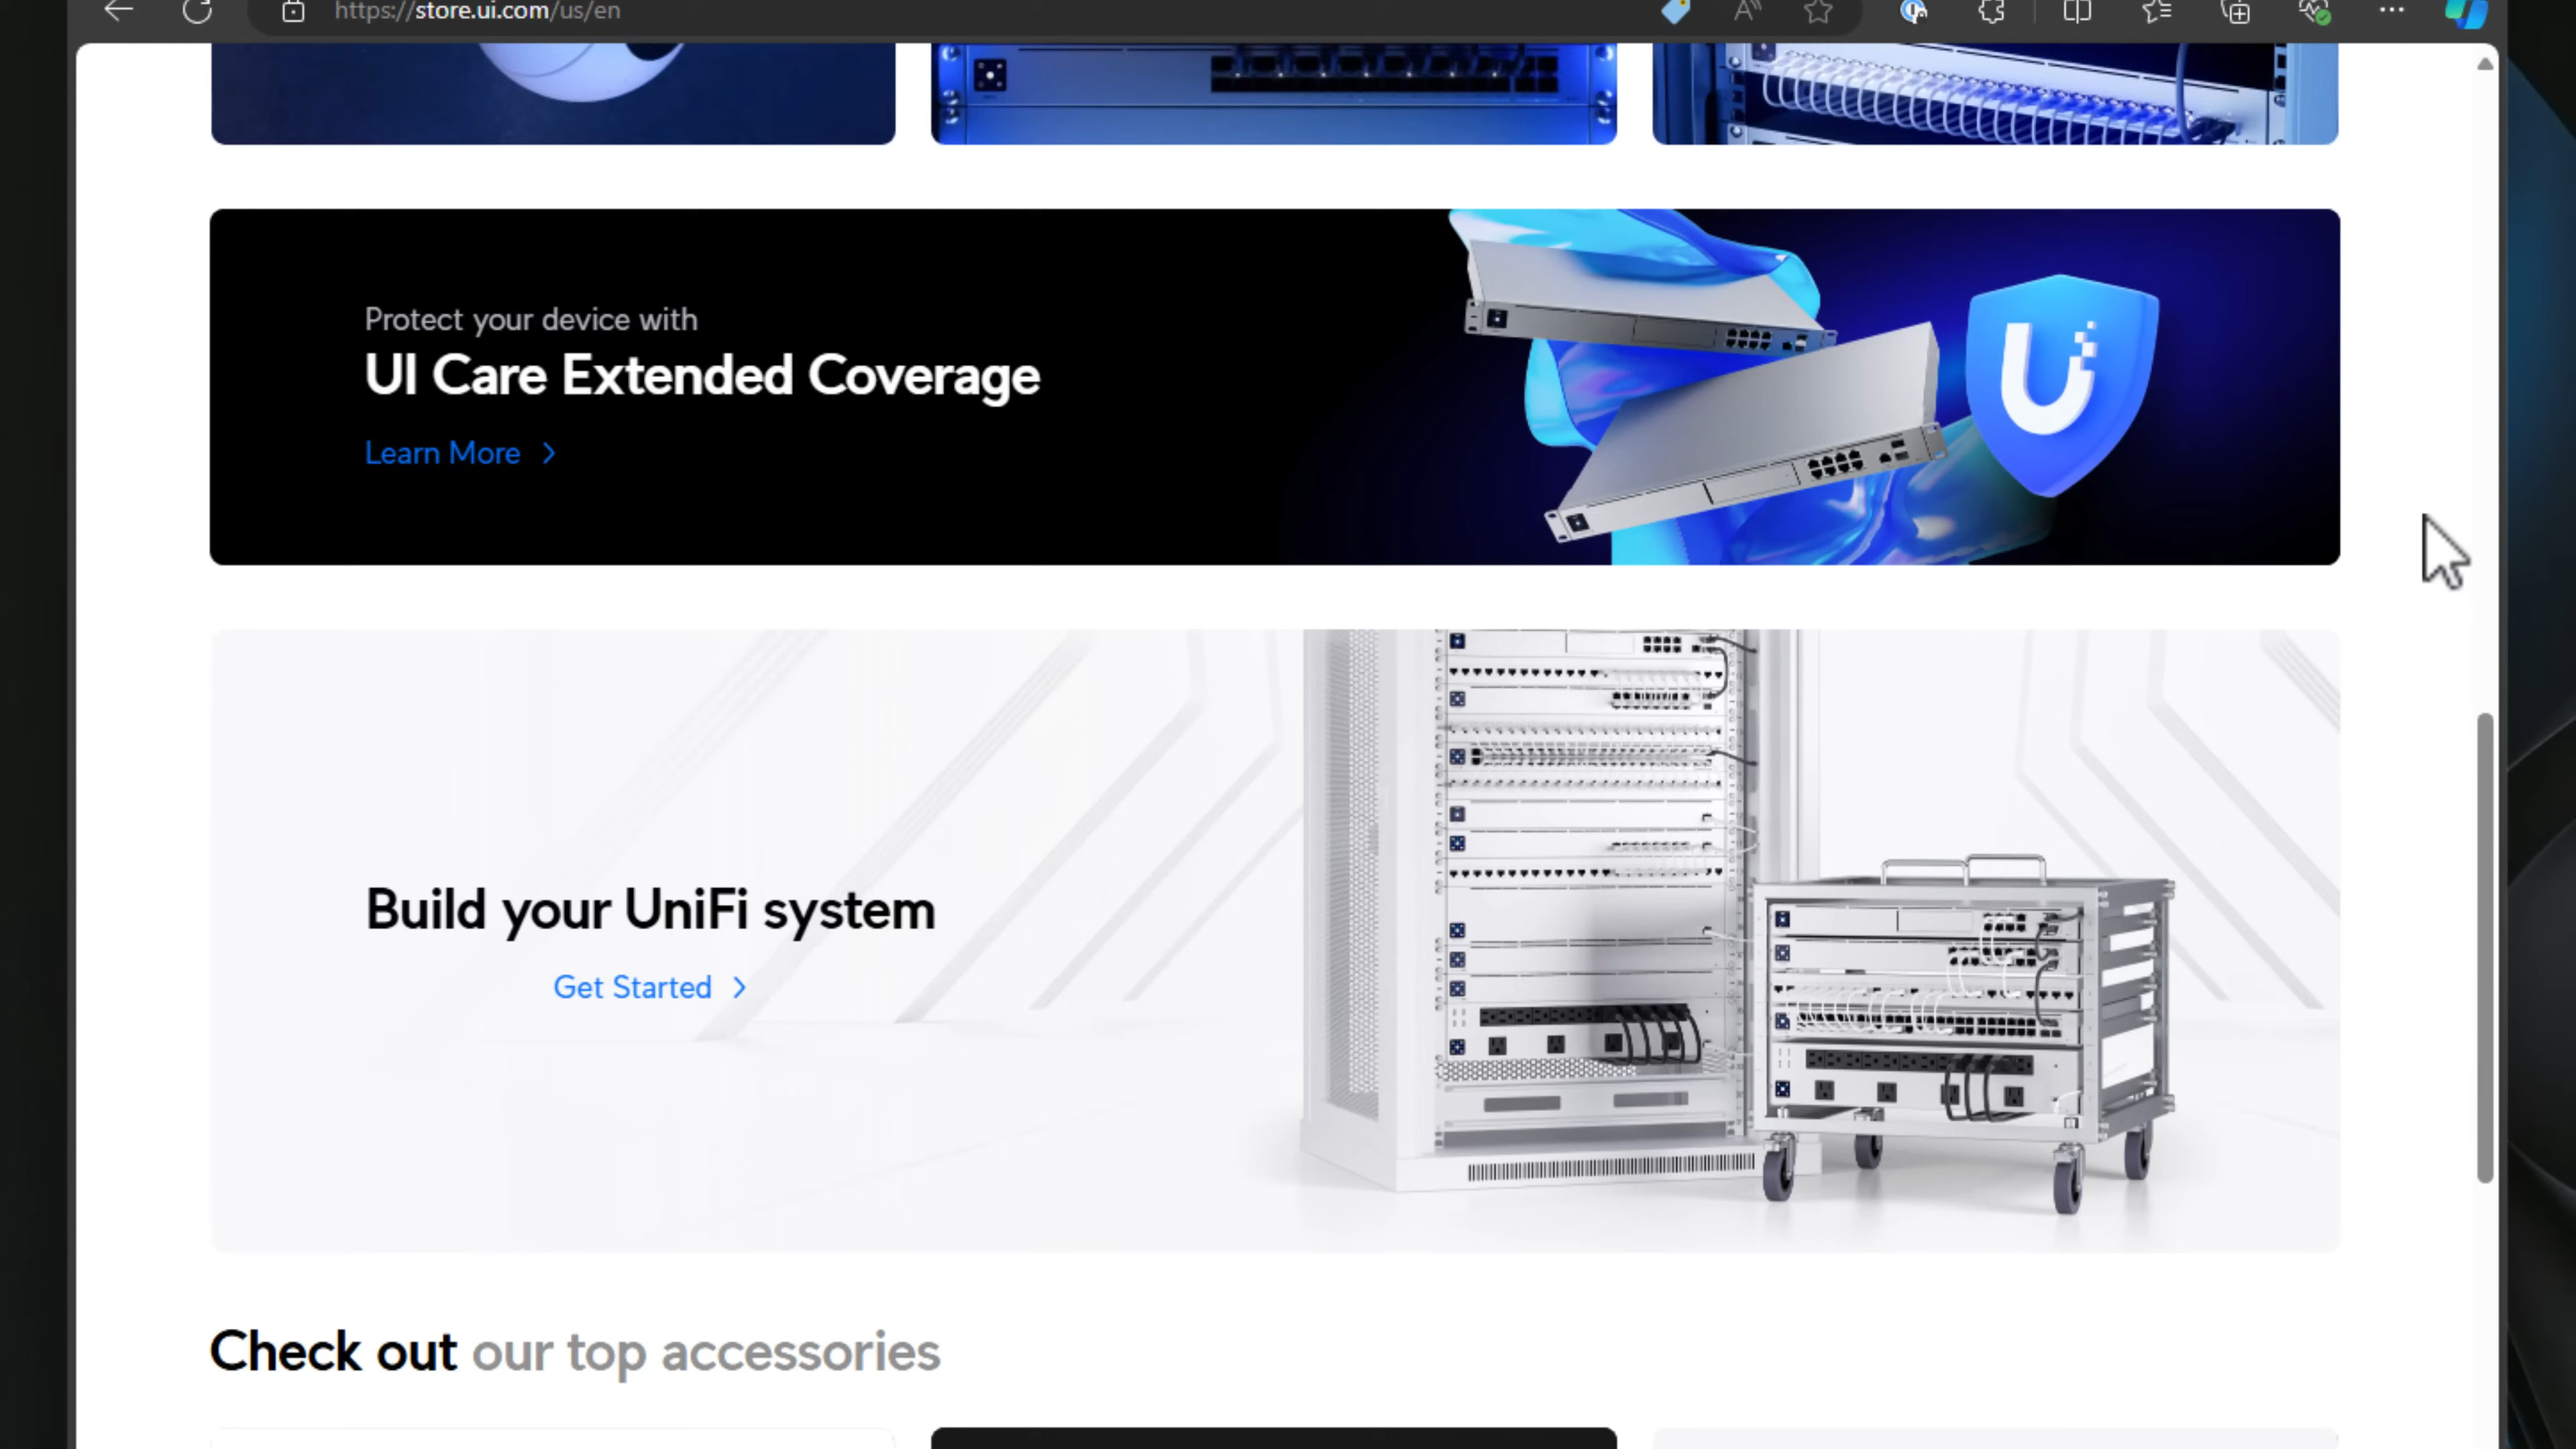 https://store.ui.com/us/en
Protect your device with
UI Care Extended Coverage
Learn More
Build your UniFi system
Get Started
Check out our top accessories